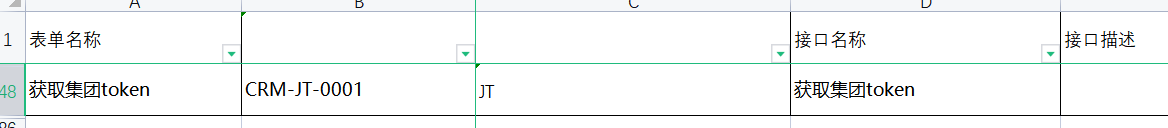 A B C D
1 表单名称 接口名称 接口描述
48 获取集团token CRM-JT-0001 JT 获取集团token